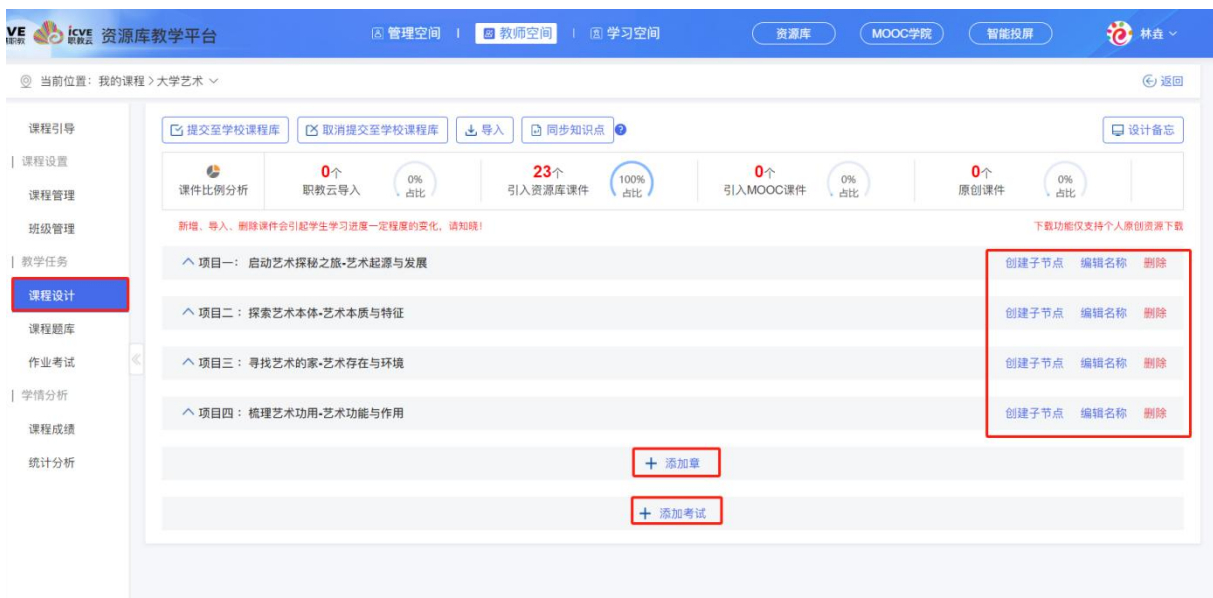 VE 职教 icve 职教云 资源库教学平台 管理空间 | 教师空间 | 学习空间 资源库 MOOC学院 智能投屏 林垚
当前位置：我的课程 > 大学艺术 返回
课程引导
课程设置
课程管理
班级管理
教学任务
课程设计
课程题库
作业考试
学情分析
课程成绩
统计分析
提交至学校课程库 取消提交至学校课程库 导入 同步知识点 ? 设计备忘
课件比例分析
0个 职教云导入 0% 占比
23个 引入资源库课件 100% 占比
0个 引入MOOC课件 0% 占比
0个 原创课件 0% 占比
新增、导入、删除课件会引起学生学习进度一定程度的变化，请知晓！ 下载功能仅支持个人原创资源下载
项目一： 启动艺术探秘之旅-艺术起源与发展 创建子节点 编辑名称 删除
项目二 ：探索艺术本体-艺术本质与特征 创建子节点 编辑名称 删除
项目三 ：寻找艺术的家-艺术存在与环境 创建子节点 编辑名称 删除
项目四 ：梳理艺术功用-艺术功能与作用 创建子节点 编辑名称 删除
+ 添加章
+ 添加考试